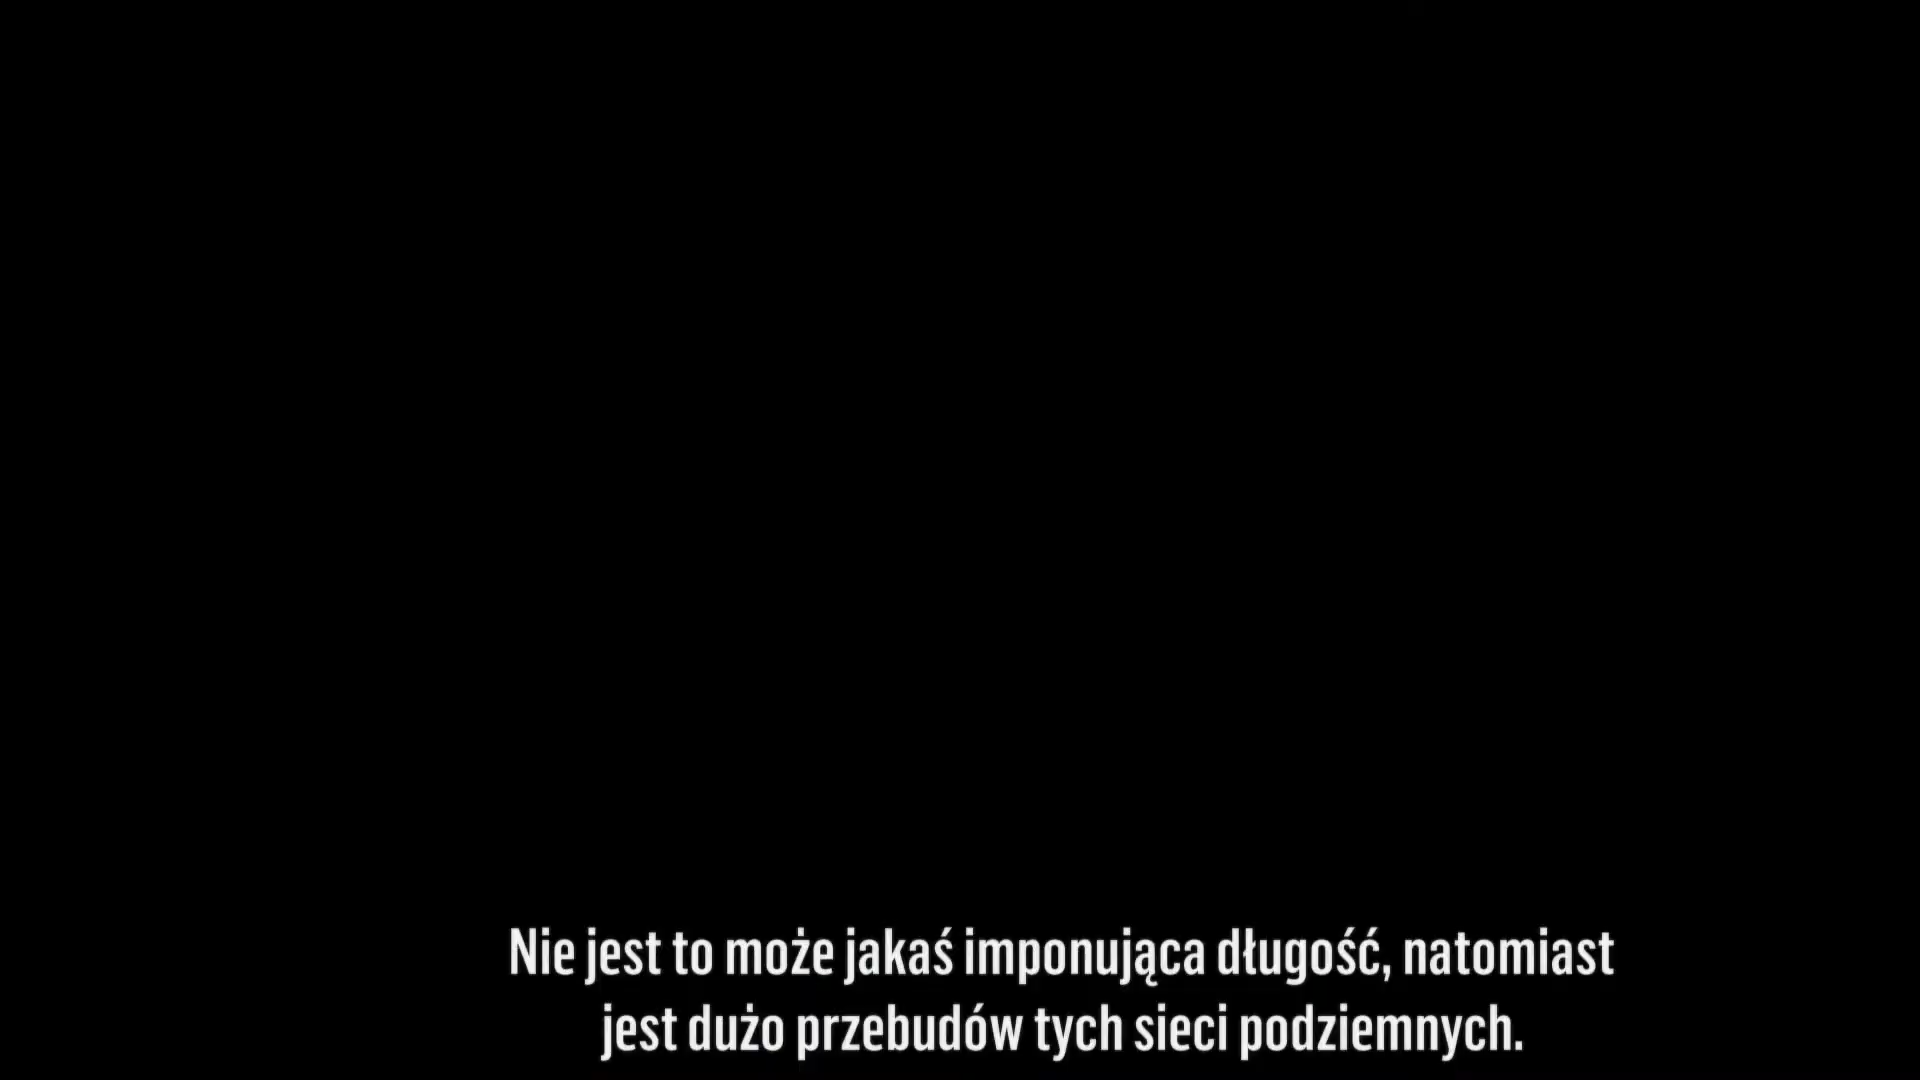 Nie jest to może jakaś imponująca długość, natomiast
jest dużo przebudów tych sieci podziemnych.